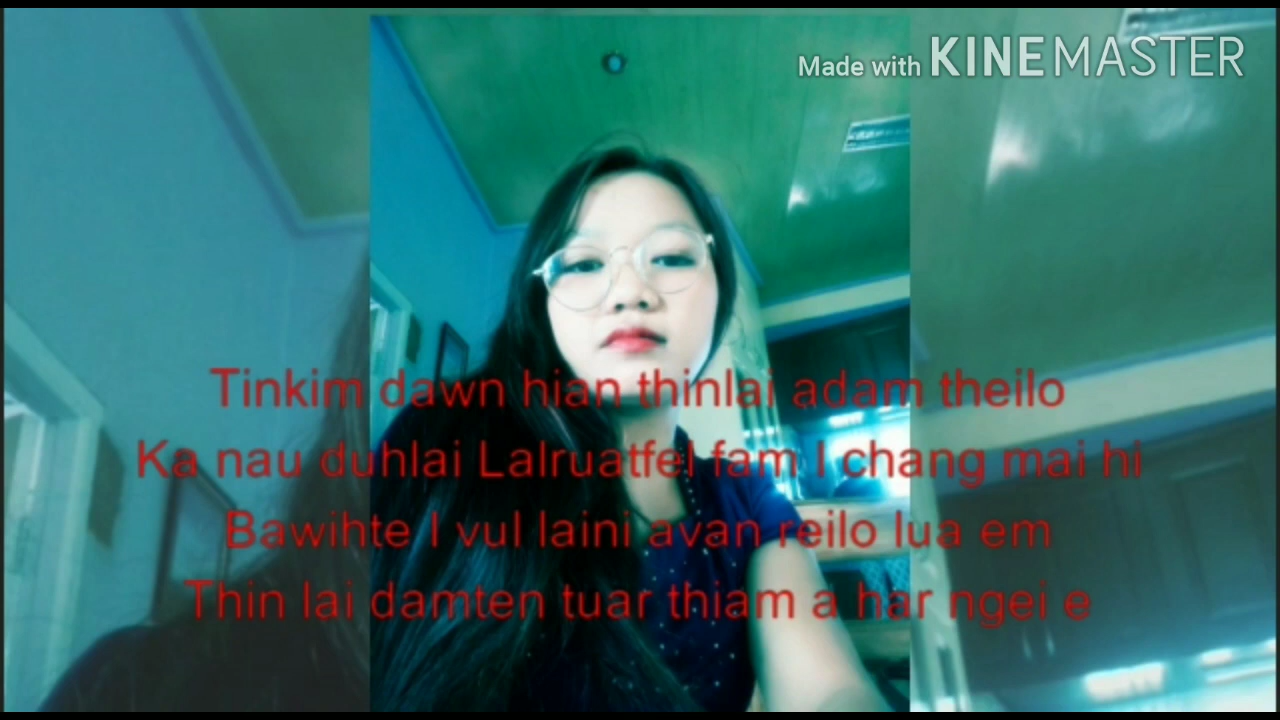 Made with KINEMASTER
Tinkim dawn hian thinlai adam theilo
Ka nau duhlai Lalruatfel fam I chang mai hi
Bawihte I vul laini avan reilo lua em
Thin lai damten tuar thiam a har ngei e